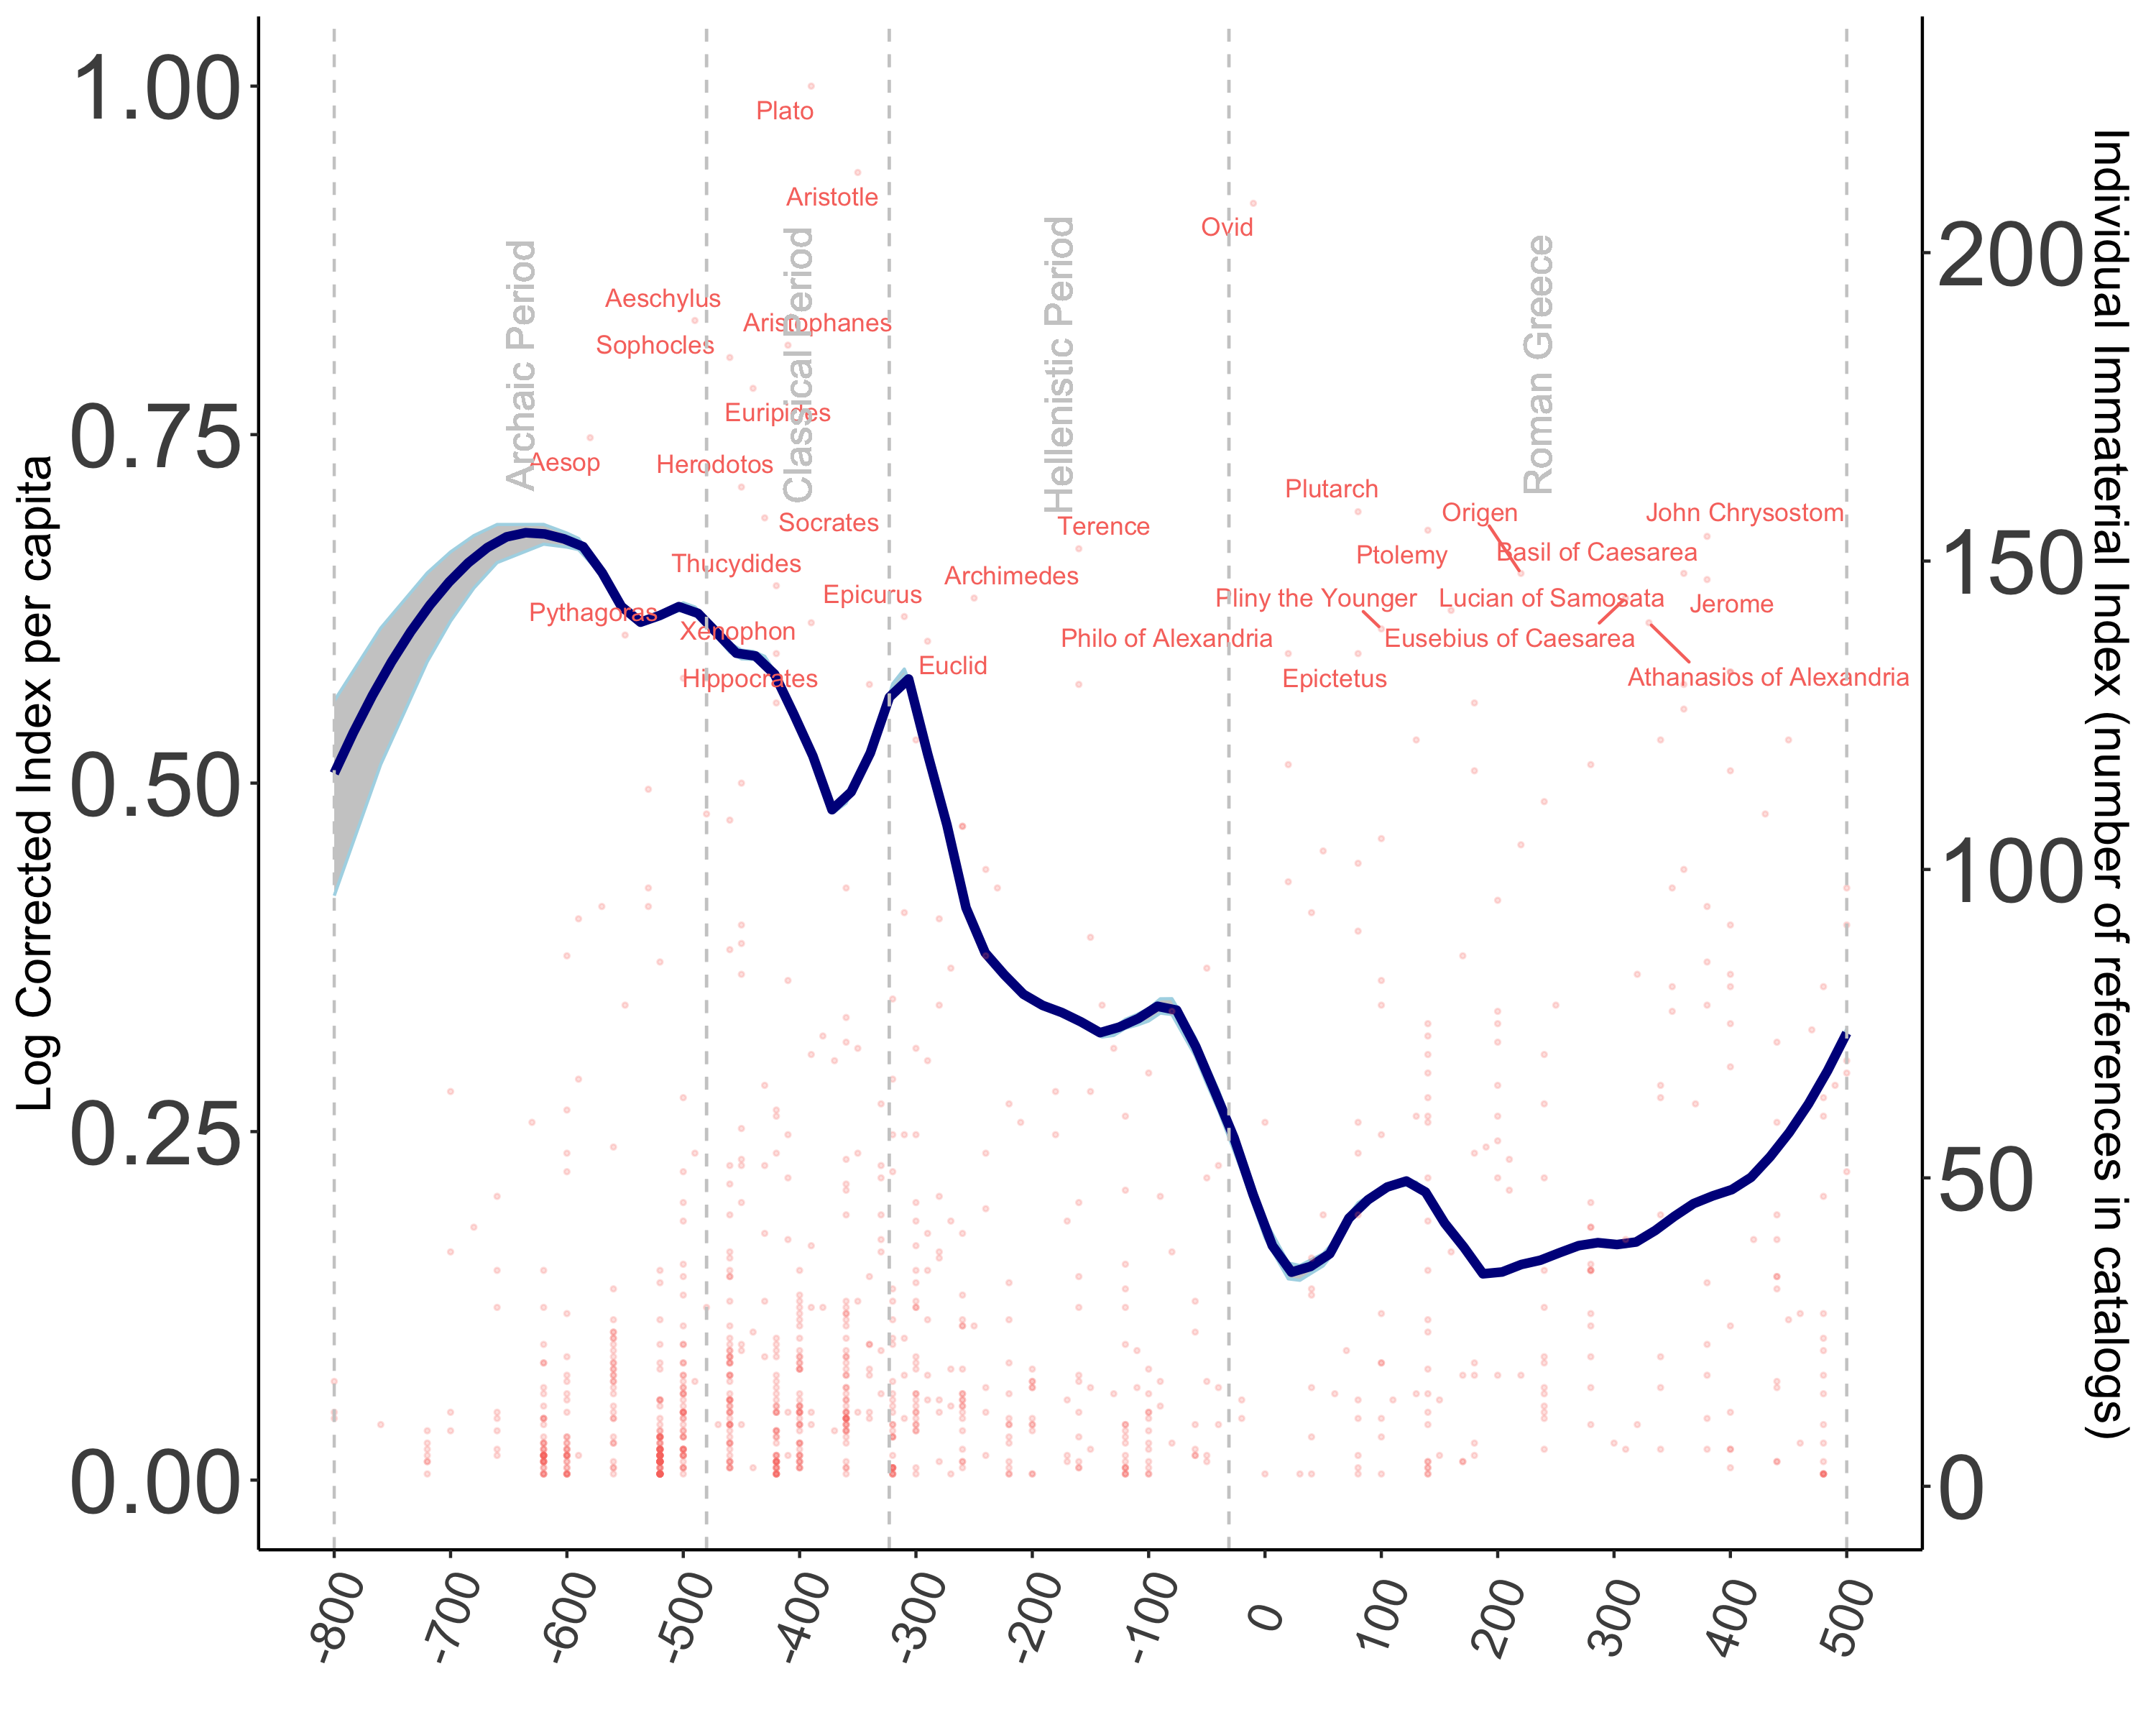 1.00
0.75
0.50
0.25
0.00
Log Corrected Index per capita
Plato
Aristotle
Ovid
Aeschylus
Aristophanes
Sophocles
Euripides
Aesop
Herodotos
Plutarch
Origen
John Chrysostom
Socrates
Terence
Ptolemy
Basil of Caesarea
Thucydides
Archimedes
Epicurus
Pliny the Younger
Lucian of Samosata
Jerome
Pythagoras
Xenophon
Philo of Alexandria
Eusebius of Caesarea
Euclid
Hippocrates
Epictetus
Athanasios of Alexandria
Archaic Period
Classical Period
Hellenistic Period
Roman Greece
200
150
100
50
0
Individual Immaterial Index (number of references in catalogs)
-800
-700
-600
-500
-400
-300
-200
-100
0
100
200
300
400
500